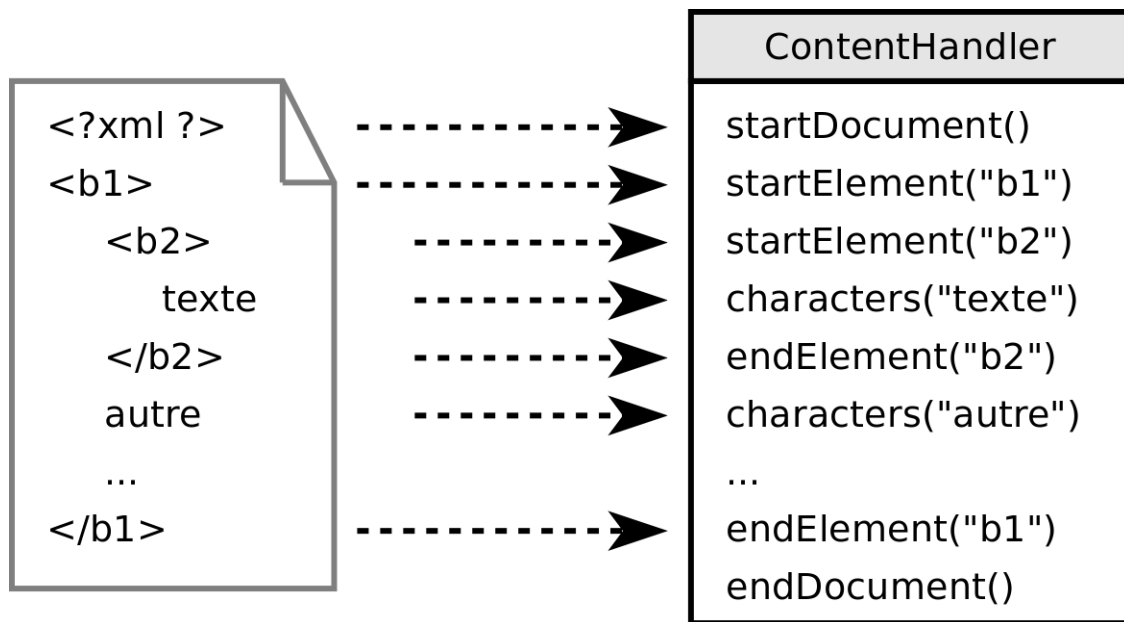 ContentHandler
<?xml ?>
<b1>
<b2>
texte
</b2>
autre
...
</b1>
startDocument()
startElement("b1")
startElement("b2")
characters("texte")
endElement("b2")
characters("autre")
...
endElement("b1")
endDocument()